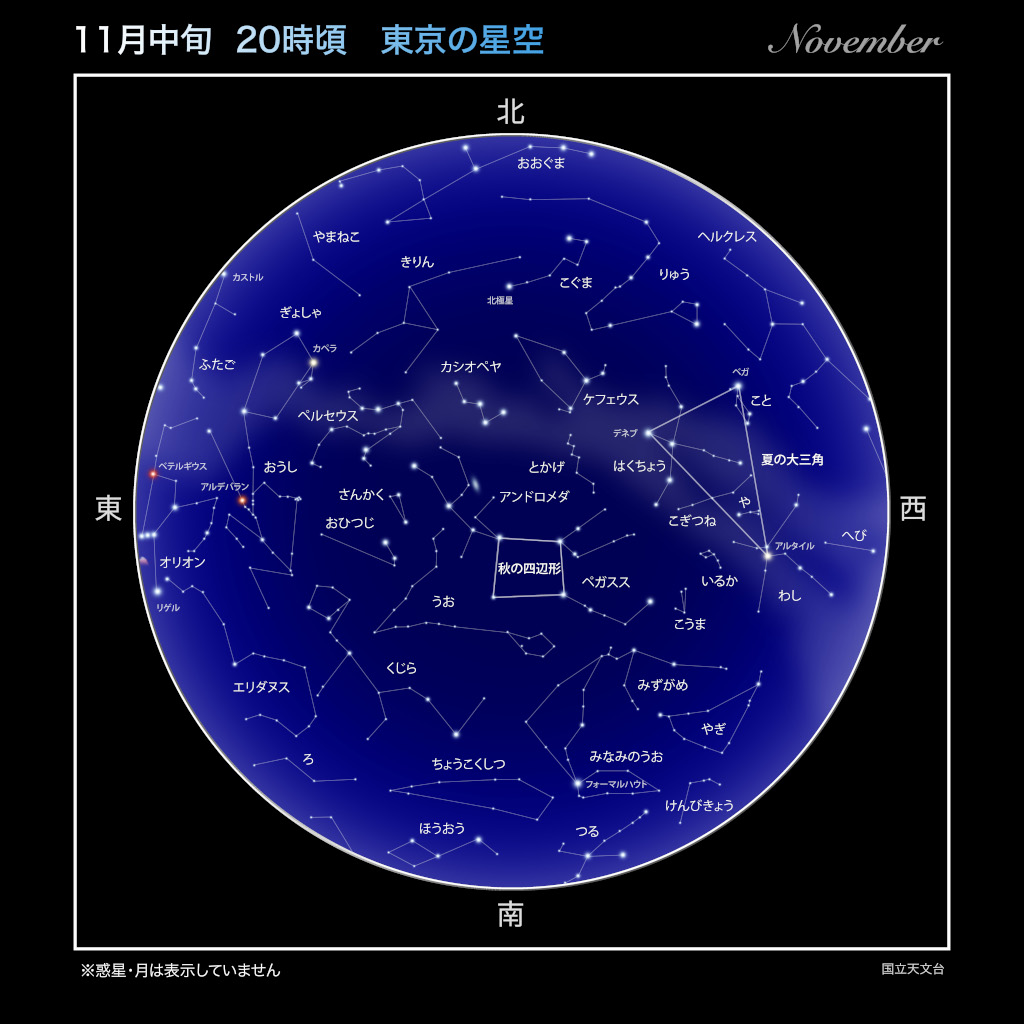 11月中旬 20時頃 東京の星空
November
北
おおぐま
やまねこ
ヘルクレス
きりん
カストル
りゅう
こぐま
北極星
ぎょしゃ
カペラ
ふたご
カシオペヤ
ベガ
ケフェウス
こと
ペルセウス
デネブ
夏の大三角
ペテルギウス
おうし
とかげ
はくちょう
アルデバラン
さんかく
アンドロメダ
や
東
西
おひつじ
こぎつね
へび
アルタイル
オリオン
秋の四辺形
ペガスス
いるか
わし
リゲル
うお
こうま
くじら
エリダヌス
みずがめ
やぎ
ろ
ちょうこくしつ
みなみのうお
フォーマルハウト
けんびきょう
ほうおう
つる
南
※惑星・月は表示していません
国立天文台